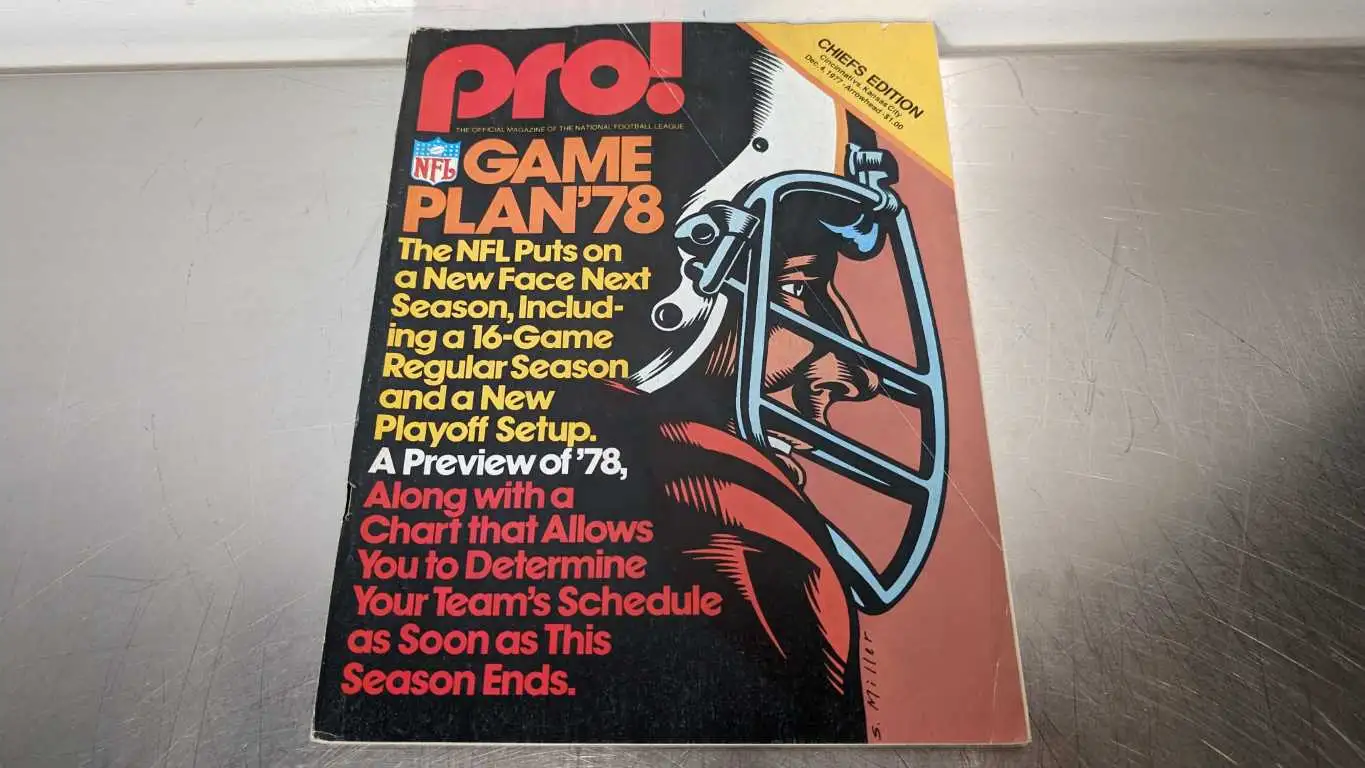 pro!
THE OFFICIAL MAGAZINE OF THE NATIONAL FOOTBALL LEAGUE
CHIEFS EDITION
Cincinnati vs. Kansas City
Dec. 4, 1977 • Arrowhead • $1.00
NFL
GAME
PLAN '78
The NFL Puts on
a New Face Next
Season, Includ-
ing a 16-Game
Regular Season
and a New
Playoff Setup.
A Preview of '78,
Along with a
Chart that Allows
You to Determine
Your Team's Schedule
as Soon as This
Season Ends.
S. Miller